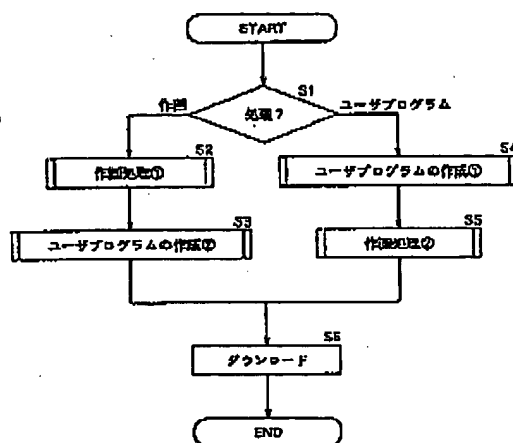 START
S1
処理?
作画
ユーザプログラム
S2
作画処理①
S4
ユーザプログラムの作成①
S3
ユーザプログラムの作成②
S5
作画処理②
S6
ダウンロード
END